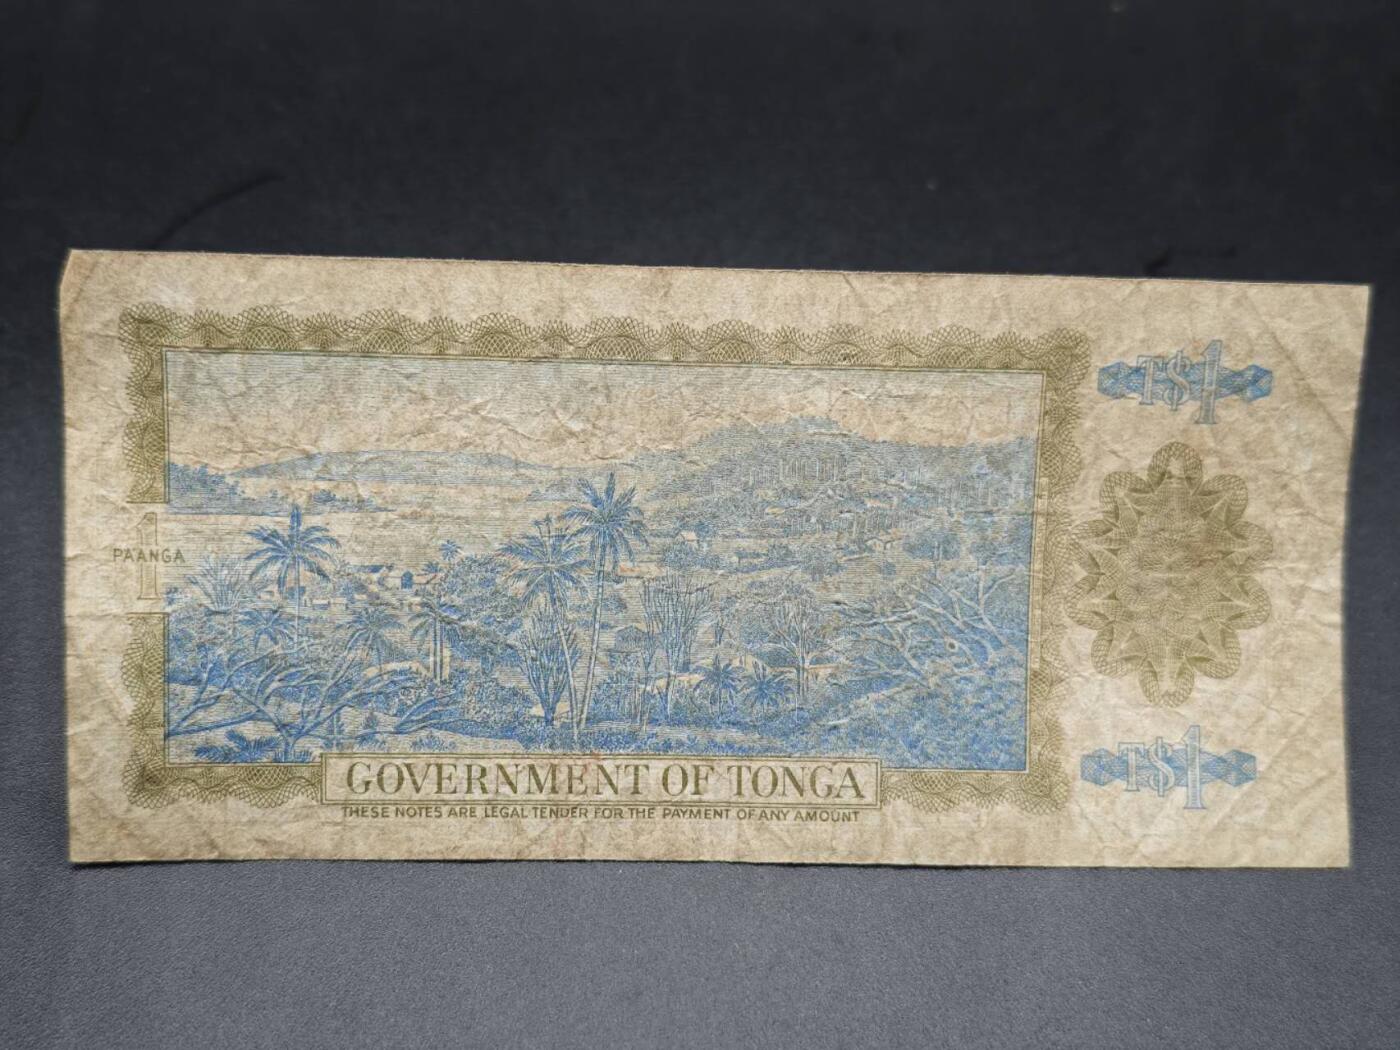 T$1
1
PA'ANGA
T$1
GOVERNMENT OF TONGA
THESE NOTES ARE LEGAL TENDER FOR THE PAYMENT OF ANY AMOUNT